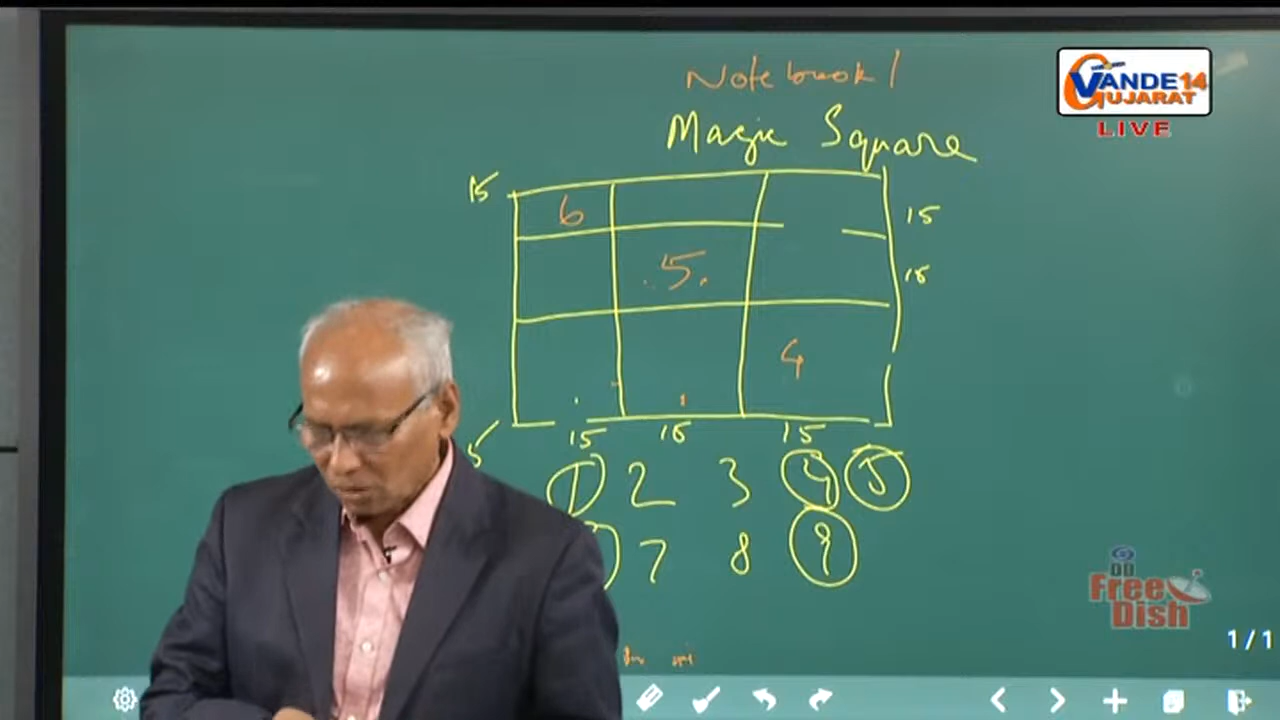 Notebook 1
VANDE 14
GUJARAT
LIVE
Magic Square
15
6
15
.5.
15
4
15 15 15
5
1 2 3 4 5
7 8 9
DD
Free
Dish
1/1